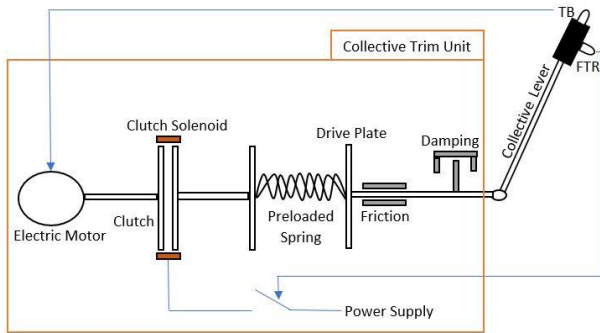 TB
Collective Trim Unit
FTR
Collective Lever
Clutch Solenoid
Drive Plate
Damping
Clutch
Preloaded
Spring
Friction
Electric Motor
Power Supply